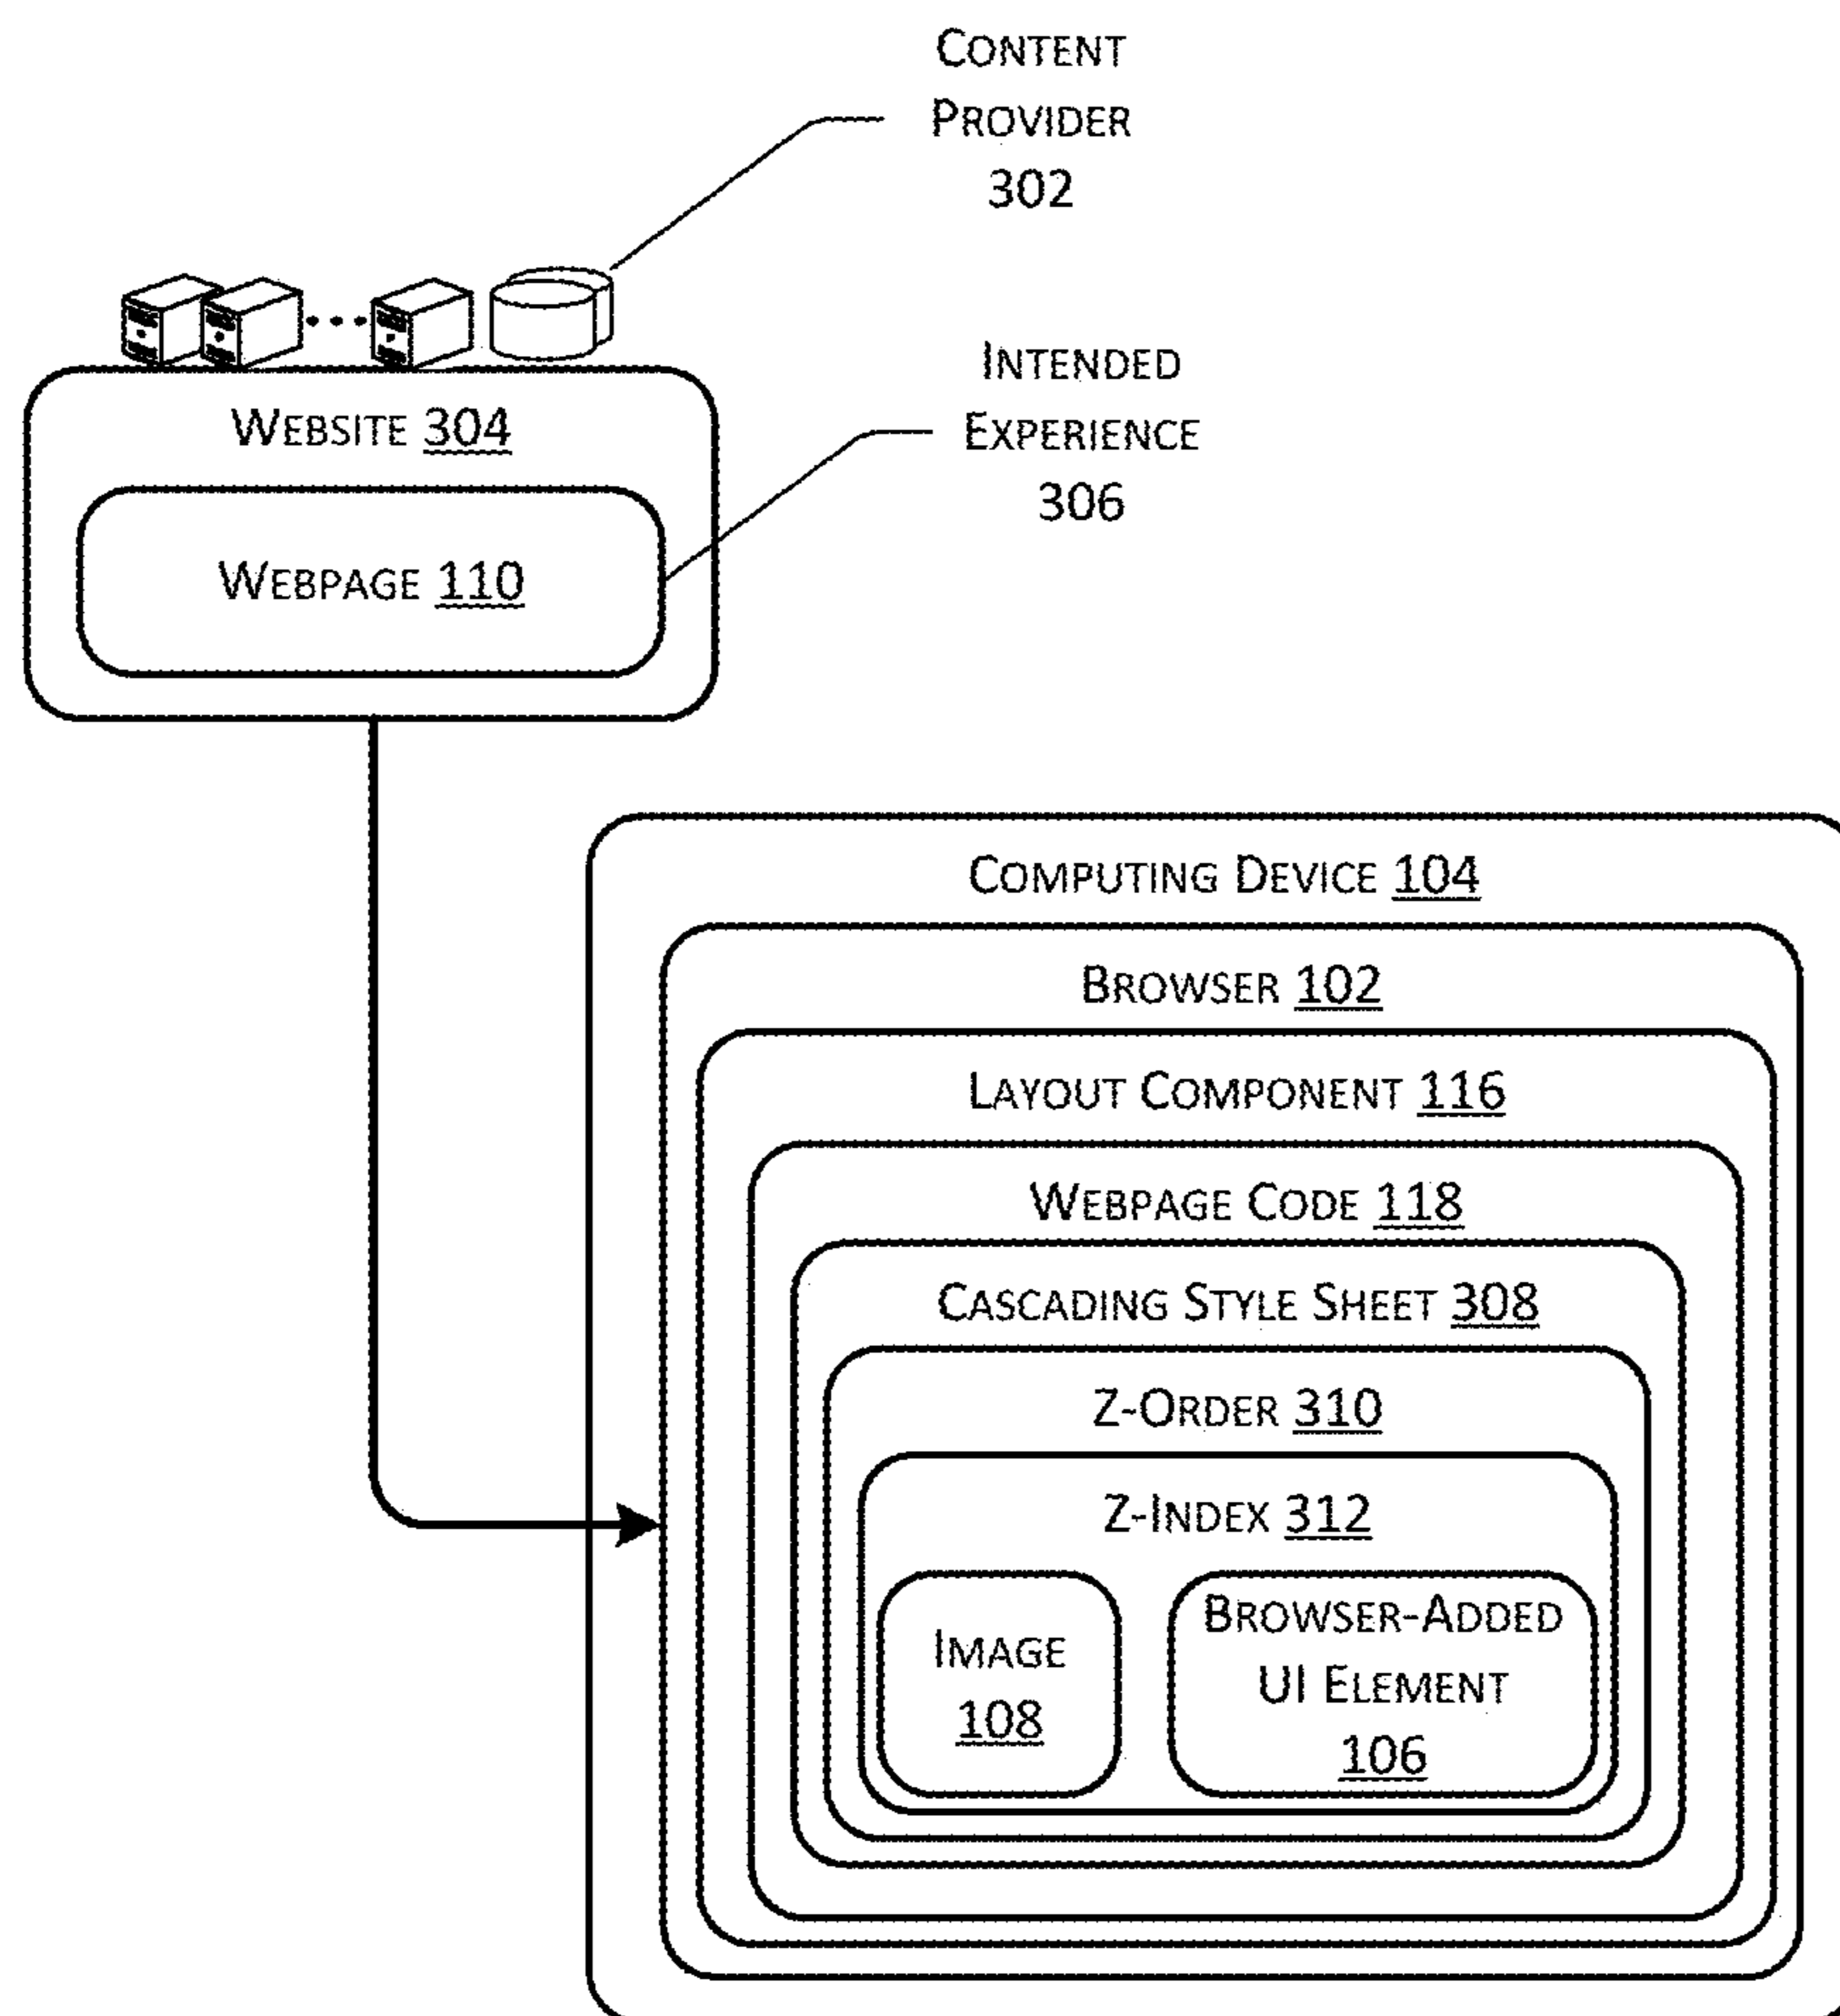 CONTENT
PROVIDER
302
INTENDED
EXPERIENCE
306
WEBSITE 304
WEBPAGE 110
COMPUTING DEVICE 104
BROWSER 102
LAYOUT COMPONENT 116
WEBPAGE CODE 118
CASCADING STYLE SHEET 308
Z-ORDER 310
Z-INDEX 312
IMAGE
108
BROWSER-ADDED
UI ELEMENT
106